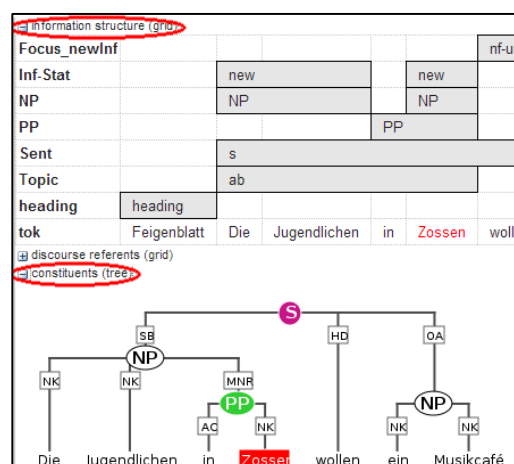 information structure (grid)
Focus_newInf nf-u
Inf-Stat new new
NP NP NP
PP PP
Sent s
Topic ab
heading heading
tok Feigenblatt Die Jugendlichen in Zossen woll
discourse referents (grid)
constituents (tree)
S
SB HD OA
NP
NK NK MNR
PP NP
AC NK NK NK
Die Jugendlichen in Zossen wollen ein Musikcafé